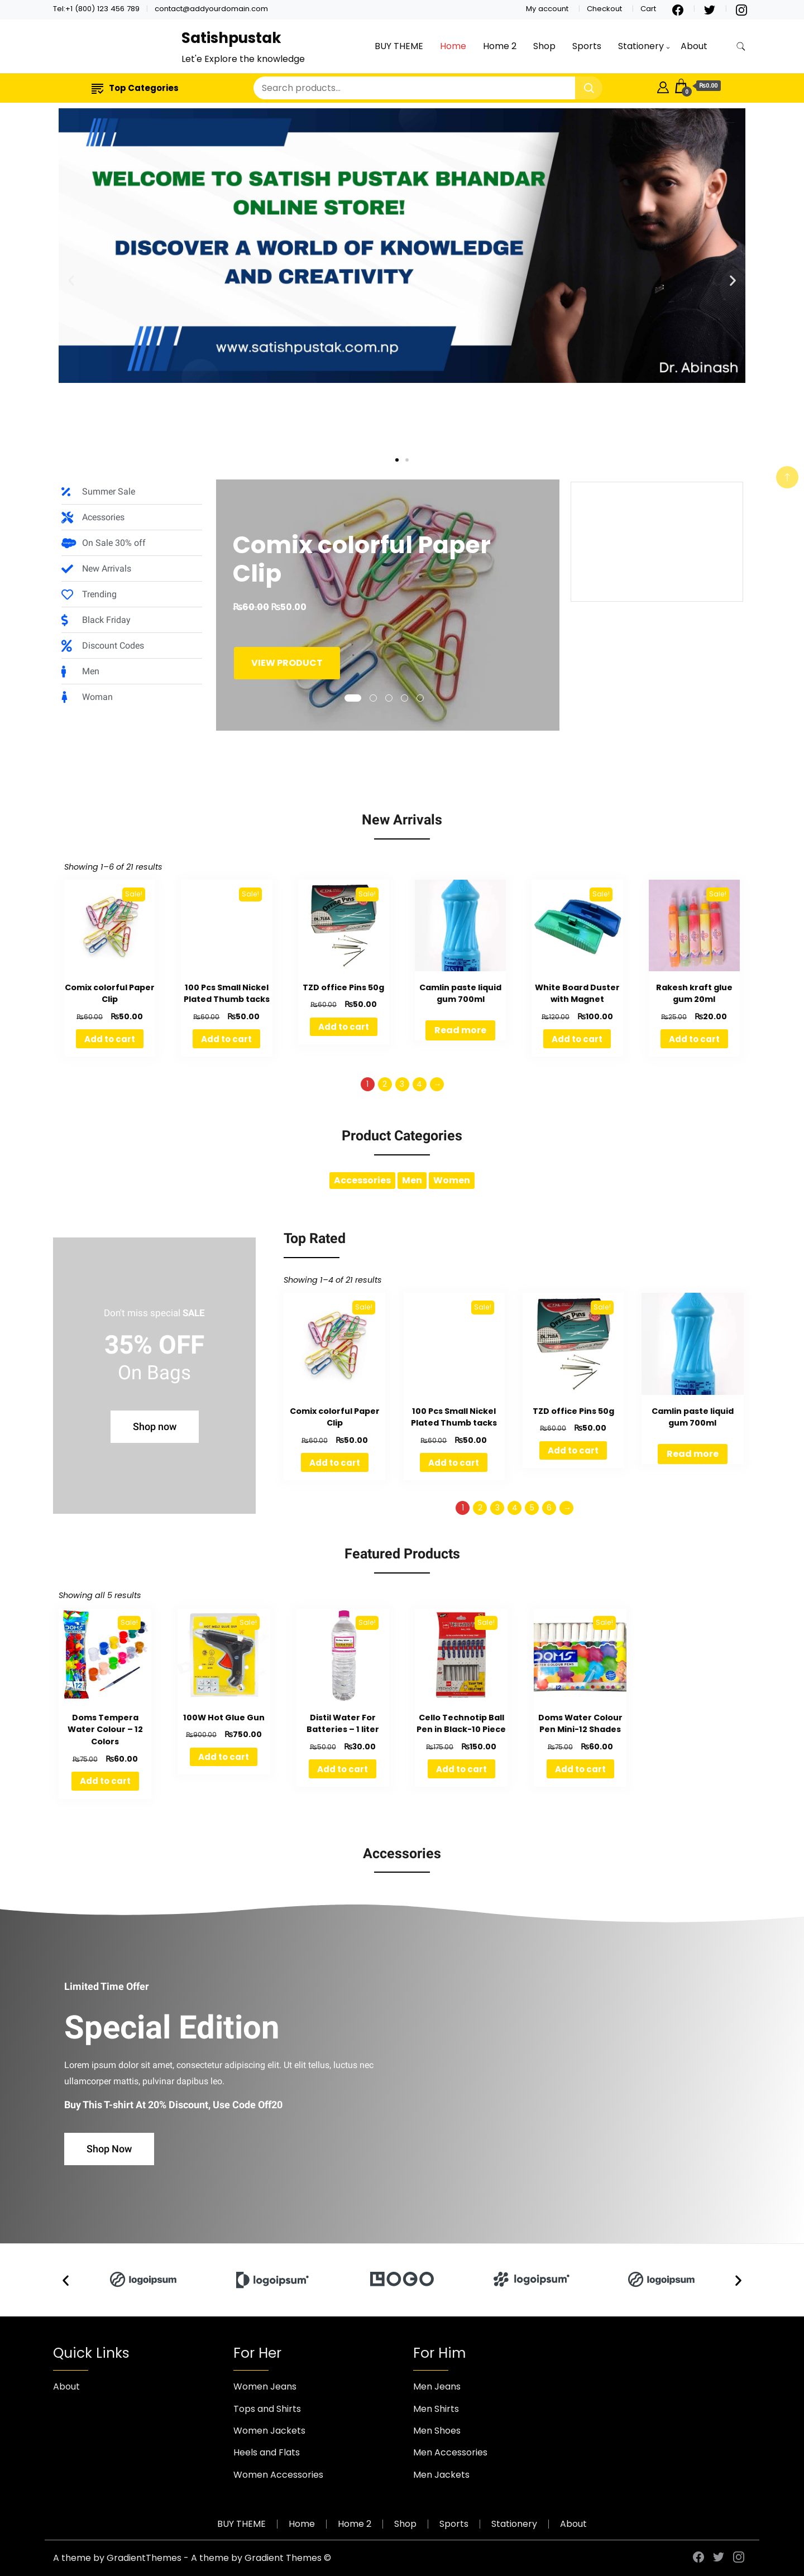 Tel:+1 (800) 123 456 789
contact@addyourdomain.com
My account
Checkout
Cart
Satishpustak
Let'e Explore the knowledge
BUY THEME
Home
Home 2
Shop
Sports
Stationery
About
Top Categories
Search products...
0
₨0.00
WELCOME TO SATISH PUSTAK BHANDAR
ONLINE STORE!
DISCOVER A WORLD OF KNOWLEDGE
AND CREATIVITY
www.satishpustak.com.np
Dr. Abinash
Summer Sale
Acessories
On Sale 30% off
New Arrivals
Trending
Black Friday
Discount Codes
Men
Woman
Comix colorful Paper
Clip
₨60.00 ₨50.00
VIEW PRODUCT
New Arrivals
Showing 1–6 of 21 results
Sale!
Sale!
Sale!
Sale!
Sale!
Comix colorful Paper
Clip
₨60.00 ₨50.00
Add to cart
100 Pcs Small Nickel
Plated Thumb tacks
₨60.00 ₨50.00
Add to cart
TZD office Pins 50g
₨60.00 ₨50.00
Add to cart
Camlin paste liquid
gum 700ml
Read more
White Board Duster
with Magnet
₨120.00 ₨100.00
Add to cart
Rakesh kraft glue
gum 20ml
₨25.00 ₨20.00
Add to cart
1 2 3 4 →
Product Categories
Accessories Men Women
Don't miss special SALE
35% OFF
On Bags
Shop now
Top Rated
Showing 1–4 of 21 results
Sale!
Sale!
Sale!
Comix colorful Paper
Clip
₨60.00 ₨50.00
Add to cart
100 Pcs Small Nickel
Plated Thumb tacks
₨60.00 ₨50.00
Add to cart
TZD office Pins 50g
₨60.00 ₨50.00
Add to cart
Camlin paste liquid
gum 700ml
Read more
1 2 3 4 5 6 →
Featured Products
Showing all 5 results
Sale!
Sale!
Sale!
Sale!
Sale!
DOMS
Doms Tempera
Water Colour – 12
Colors
₨75.00 ₨60.00
Add to cart
100W Hot Glue Gun
₨900.00 ₨750.00
Add to cart
Distil Water For
Batteries – 1 liter
₨50.00 ₨30.00
Add to cart
Cello Technotip Ball
Pen in Black-10 Piece
₨175.00 ₨150.00
Add to cart
Doms Water Colour
Pen Mini-12 Shades
₨75.00 ₨60.00
Add to cart
Accessories
Limited Time Offer
Special Edition
Lorem ipsum dolor sit amet, consectetur adipiscing elit. Ut elit tellus, luctus nec
ullamcorper mattis, pulvinar dapibus leo.
Buy This T-shirt At 20% Discount, Use Code Off20
Shop Now
logoipsum
logoipsum
LOGO
logoipsum
logoipsum
Quick Links
About
For Her
Women Jeans
Tops and Shirts
Women Jackets
Heels and Flats
Women Accessories
For Him
Men Jeans
Men Shirts
Men Shoes
Men Accessories
Men Jackets
BUY THEME
Home
Home 2
Shop
Sports
Stationery
About
A theme by GradientThemes - A theme by Gradient Themes ©